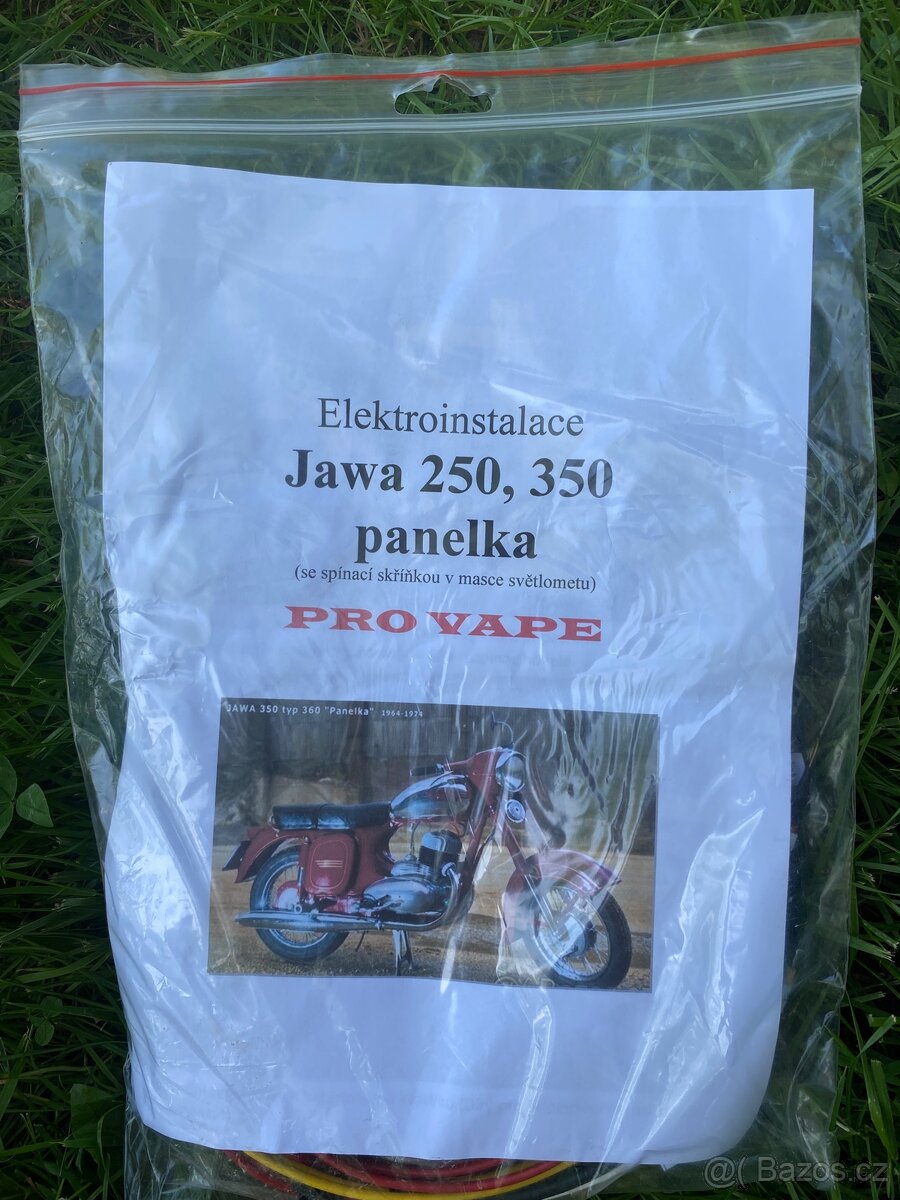 Elektroinstalace
Jawa 250, 350
panelka
(se spínací skříňkou v masce světlometu)
PRO VAPE
JAWA 350 typ 360 "Panelka" 1964-1974
@( Bazos.cz